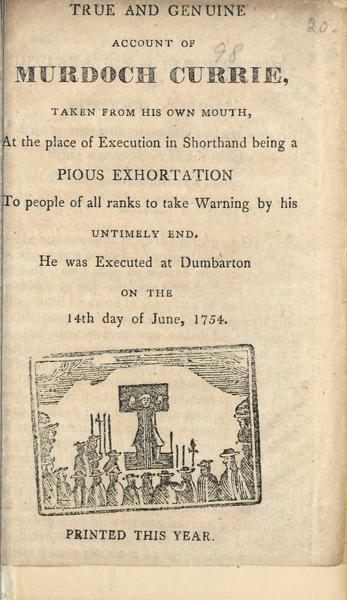 TRUE AND GENUINE
20.
ACCOUNT OF
98
MURDOCH CURRIE,
TAKEN FROM HIS OWN MOUTH,
At the place of Execution in Shorthand being a
PIOUS EXHORTATION
To people of all ranks to take Warning by his
UNTIMELY END.
He was Executed at Dumbarton
ON THE
14th day of June, 1754.
PRINTED THIS YEAR.